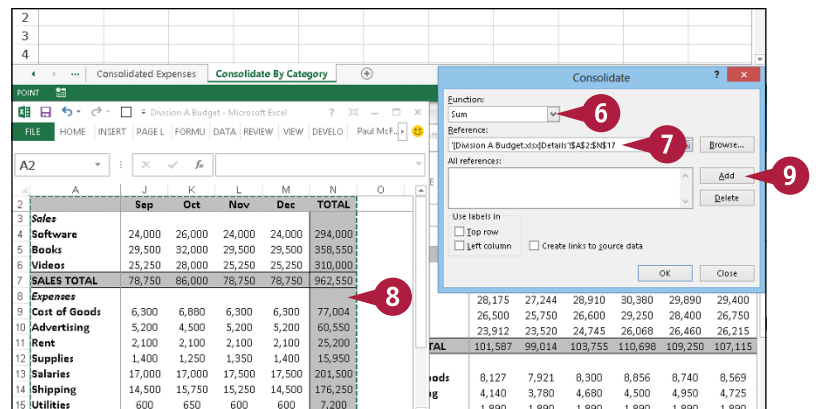 2
3
4
Consolidated Expenses Consolidate By Category
POINT
Division A Budget - Microsoft Excel
FILE HOME INSERT PAGE L FORMU DATA REVIEW VIEW DEVELO Paul McF...
A2 fx
A J K L M N O
2 Sep Oct Nov Dec TOTAL
3 Sales
4 Software 24,000 26,000 24,000 24,000 294,000
5 Books 29,500 32,000 29,500 29,500 358,550
6 Videos 25,250 28,000 25,250 25,250 310,000
7 SALES TOTAL 78,750 86,000 78,750 78,750 962,550
8 Expenses
9 Cost of Goods 6,300 6,880 6,300 6,300 77,004
10 Advertising 5,200 4,500 5,200 5,200 60,550
11 Rent 2,100 2,100 2,100 2,100 25,200
12 Supplies 1,400 1,250 1,350 1,400 15,950
13 Salaries 17,000 17,000 17,500 17,500 201,500
14 Shipping 14,500 15,750 15,250 14,500 176,250
15 Utilities 600 650 600 600 7,200
8
Consolidate ?
Function:
Sum
6
Reference:
'[Division A Budget.xlsx]Details'!$A$2:$N$17
7
Browse...
All references:
Add
9
Delete
Use labels in
Top row
Left column Create links to source data
OK Close
28,175 27,244 28,910 30,380 29,890 29,400
26,500 25,750 26,600 29,250 28,400 26,750
23,912 23,520 24,745 26,068 26,460 26,215
TAL 101,587 99,014 103,755 110,698 109,250 107,115
ods 8,127 7,921 8,300 8,856 8,740 8,569
g 4,140 3,780 4,680 4,500 4,950 4,725
1,890 1,890 1,890 1,890 1,890 1,890